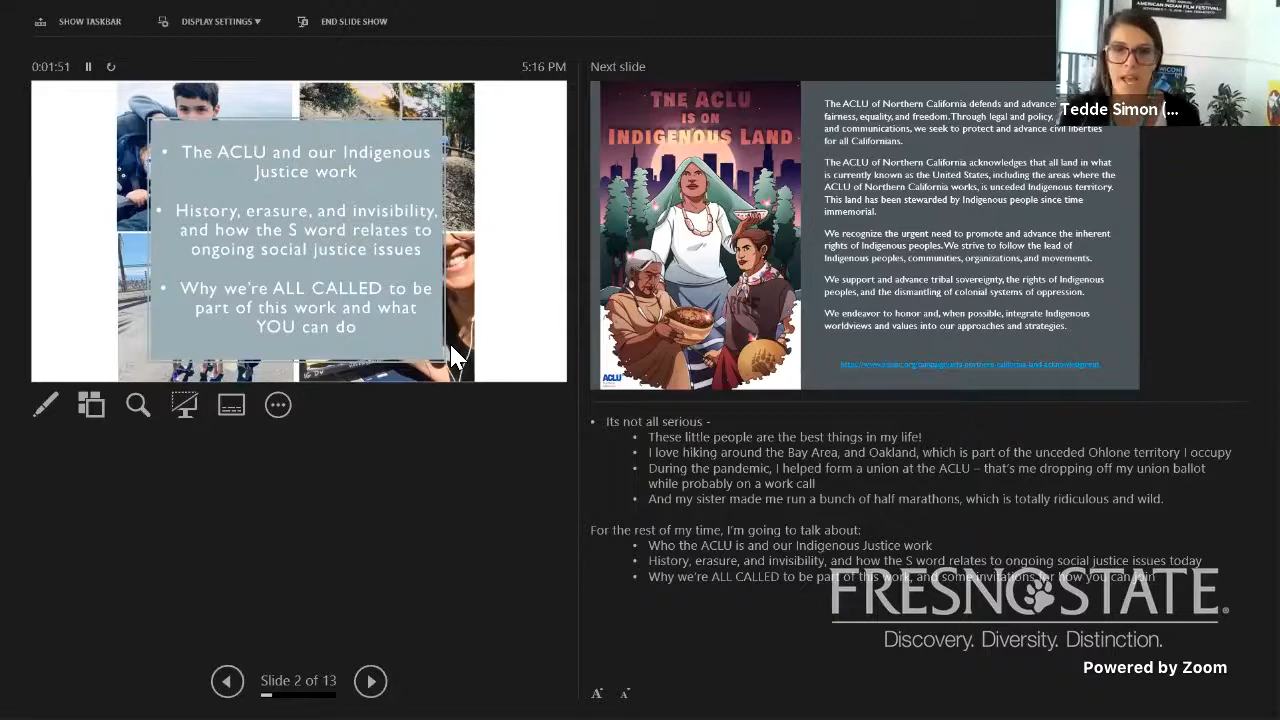 SHOW TASKBAR
DISPLAY SETTINGS
END SLIDE SHOW
0:01:51
5:16 PM
Next slide
• The ACLU and our Indigenous
Justice work
• History, erasure, and invisibility,
and how the S word relates to
ongoing social justice issues
• Why we're ALL CALLED to be
part of this work and what
YOU can do
THE ACLU
IS ON
INDIGENOUS LAND
ACLU
The ACLU of Northern California defends and advance
fairness, equality, and freedom. Through legal and policy,
and communications, we seek to protect and advance civil liberties
for all Californians.
The ACLU of Northern California acknowledges that all land in what
is currently known as the United States, including the areas where the
ACLU of Northern California works, is unceded Indigenous territory.
This land has been stewarded by Indigenous people since time
immemorial.
We recognize the urgent need to promote and advance the inherent
rights of Indigenous peoples. We strive to follow the lead of
Indigenous peoples, communities, organizations, and movements.
We support and advance tribal sovereignty, the rights of Indigenous
peoples, and the dismantling of colonial systems of oppression.
We endeavor to honor and, when possible, integrate Indigenous
worldviews and values into our approaches and strategies.
AMERICAN INDIAN FILM FESTIVAL
Tedde Simon (...
• Its not all serious -
• These little people are the best things in my life!
• I love hiking around the Bay Area, and Oakland, which is part of the unceded Ohlone territory I occupy
• During the pandemic, I helped form a union at the ACLU – that's me dropping off my union ballot
while probably on a work call
• And my sister made me run a bunch of half marathons, which is totally ridiculous and wild.
For the rest of my time, I'm going to talk about:
• Who the ACLU is and our Indigenous Justice work
• History, erasure, and invisibility, and how the S word relates to ongoing social justice issues today
• Why we're ALL CALLED to be part of this work, and some invitations for how you can join
FRESNO STATE
Discovery. Diversity. Distinction.
Powered by Zoom
Slide 2 of 13
A A